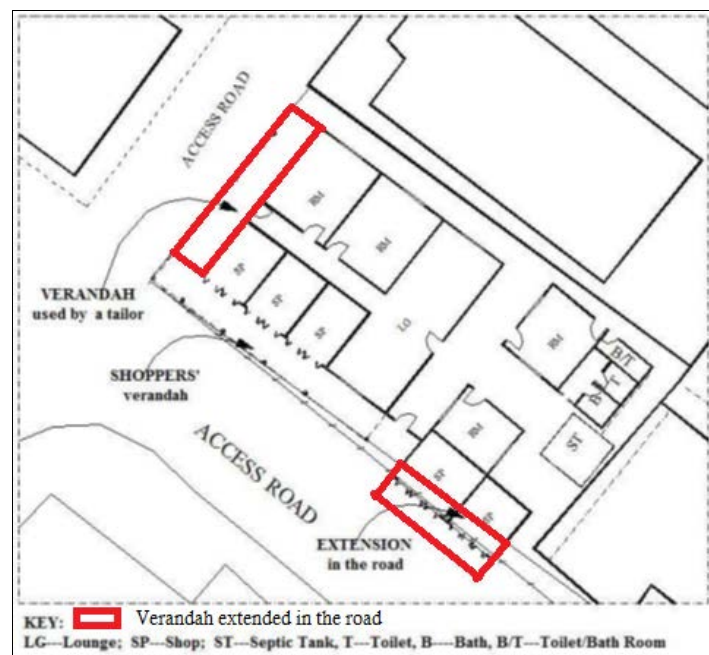 ACCESS ROAD
RM
RM
SP
SP
SP
LG
VERANDAH
used by a tailor
RM
B/T
T
B
ST
SHOPPERS'
verandah
RM
ACCESS ROAD
SP
SP
EXTENSION
in the road
KEY: Verandah extended in the road
LG---Lounge; SP---Shop; ST---Septic Tank, T---Toilet, B----Bath, B/T---Toilet/Bath Room